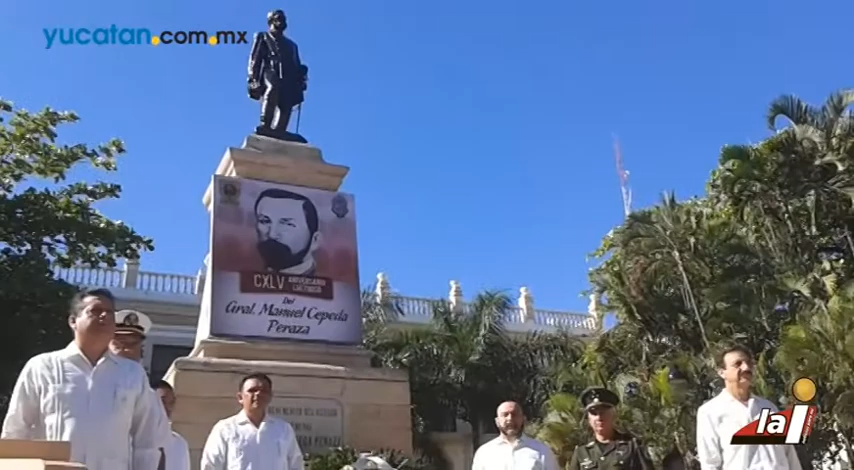 yucatan.com.mx
CXLV ANIVERSARIO LUCTUOSO
Del
Gral. Manuel Cepeda
Peraza
la i